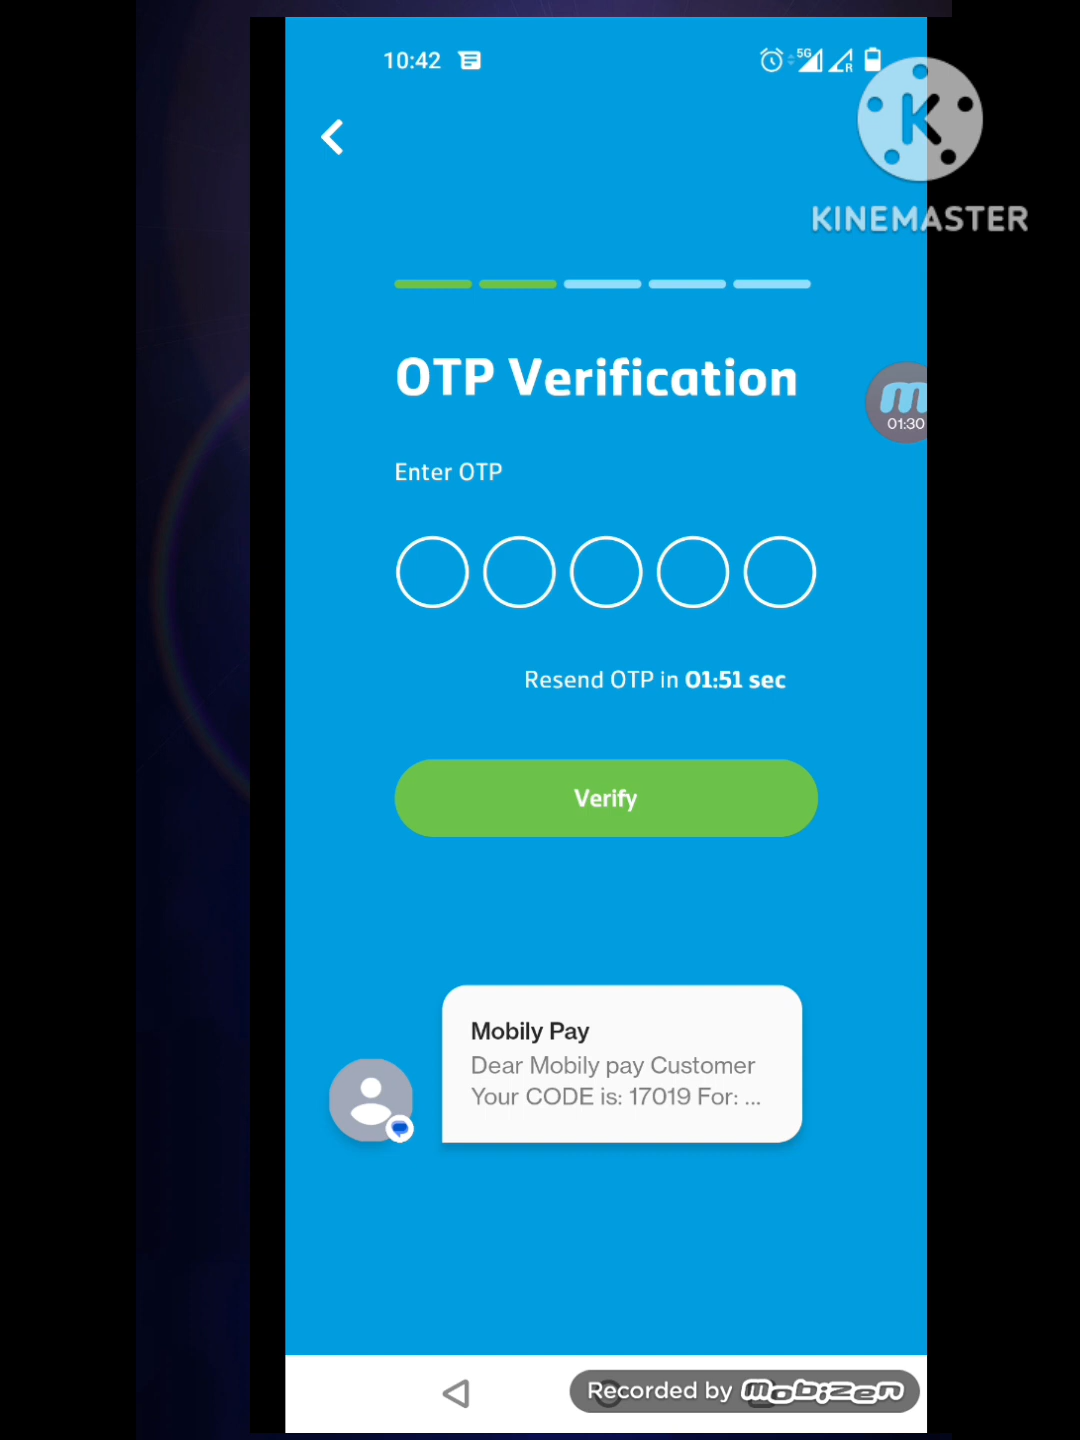 10:42
5G
R
K
KINEMASTER
OTP Verification
m
01:30
Enter OTP
Resend OTP in 01:51 sec
Verify
Mobily Pay
Dear Mobily pay Customer
Your CODE is: 17019 For: ...
Recorded by mobizen